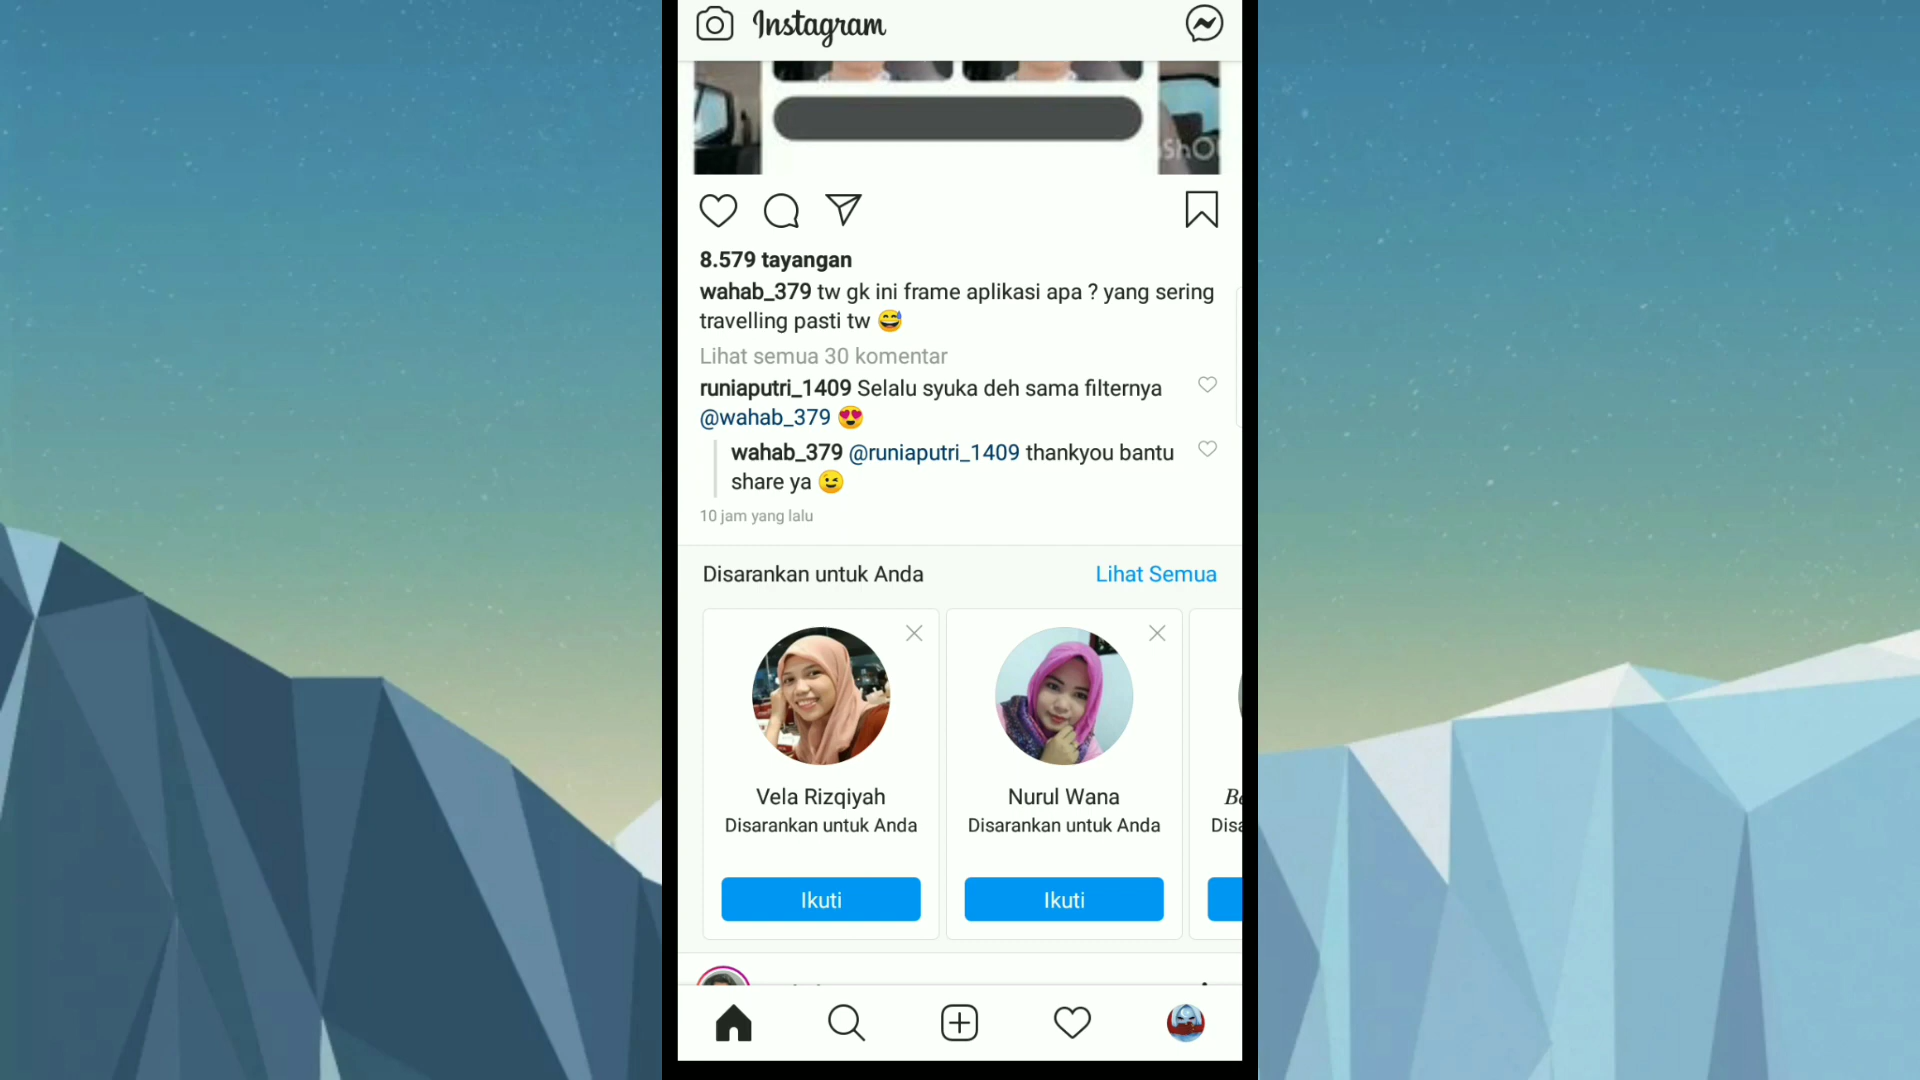 Instagram
8.579 tayangan
wahab_379 tw gk ini frame aplikasi apa ? yang sering
travelling pasti tw 😅
Lihat semua 30 komentar
runiaputri_1409 Selalu syuka deh sama filternya
@wahab_379 😍
wahab_379 @runiaputri_1409 thankyou bantu
share ya 😉
10 jam yang lalu
Disarankan untuk Anda
Lihat Semua
Vela Rizqiyah
Disarankan untuk Anda
Ikuti
Nurul Wana
Disarankan untuk Anda
Ikuti